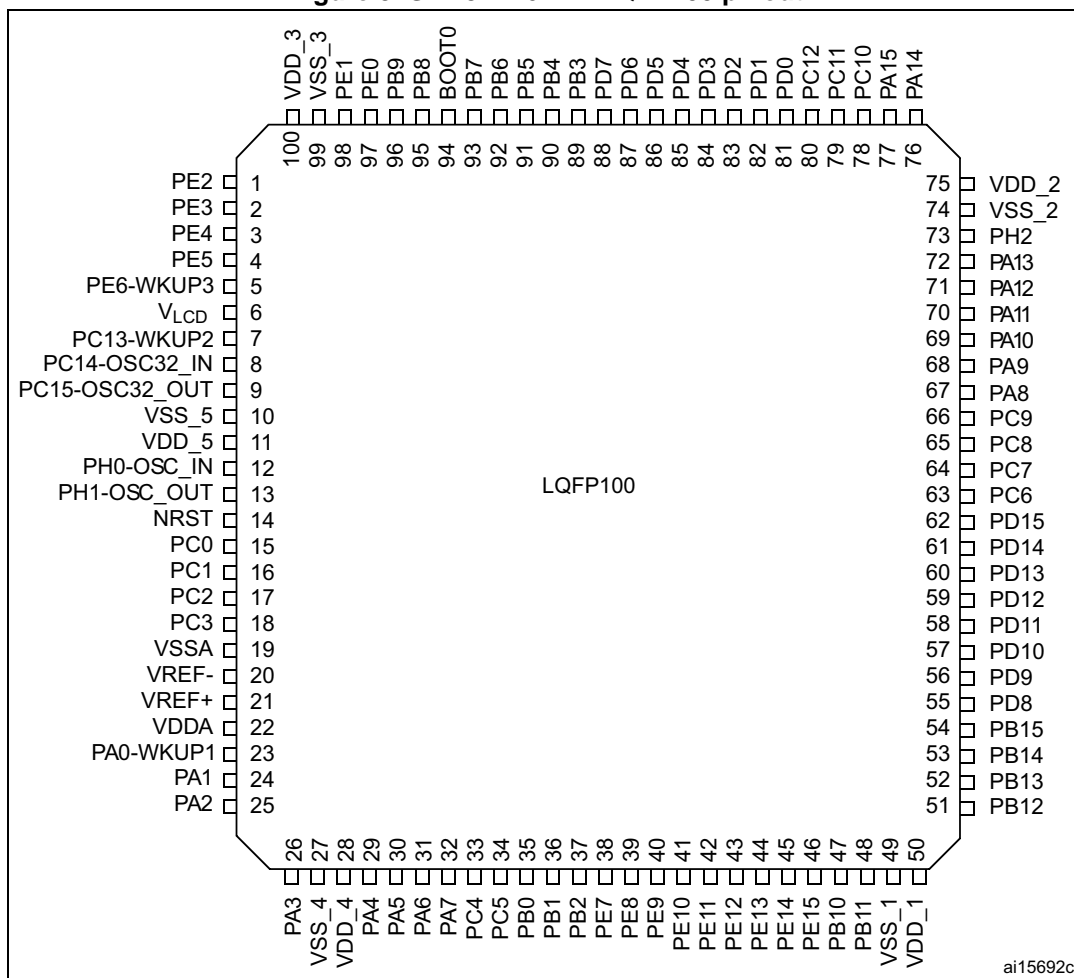 VDD_3
VSS_3
PE1
PE0
PB9
PB8
BOOT0
PB7
PB6
PB5
PB4
PB3
PD7
PD6
PD5
PD4
PD3
PD2
PD1
PD0
PC12
PC11
PC10
PA15
PA14
100
99
98
97
96
95
94
93
92
91
90
89
88
87
86
85
84
83
82
81
80
79
78
77
76
PE2 1
PE3 2
PE4 3
PE5 4
PE6-WKUP3 5
VLCD 6
PC13-WKUP2 7
PC14-OSC32_IN 8
PC15-OSC32_OUT 9
VSS_5 10
VDD_5 11
PH0-OSC_IN 12
PH1-OSC_OUT 13
NRST 14
PC0 15
PC1 16
PC2 17
PC3 18
VSSA 19
VREF- 20
VREF+ 21
VDDA 22
PA0-WKUP1 23
PA1 24
PA2 25
LQFP100
75 VDD_2
74 VSS_2
73 PH2
72 PA13
71 PA12
70 PA11
69 PA10
68 PA9
67 PA8
66 PC9
65 PC8
64 PC7
63 PC6
62 PD15
61 PD14
60 PD13
59 PD12
58 PD11
57 PD10
56 PD9
55 PD8
54 PB15
53 PB14
52 PB13
51 PB12
26
27
28
29
30
31
32
33
34
35
36
37
38
39
40
41
42
43
44
45
46
47
48
49
50
PA3
VSS_4
VDD_4
PA4
PA5
PA6
PA7
PC4
PC5
PB0
PB1
PB2
PE7
PE8
PE9
PE10
PE11
PE12
PE13
PE14
PE15
PB10
PB11
VSS_1
VDD_1
ai15692c